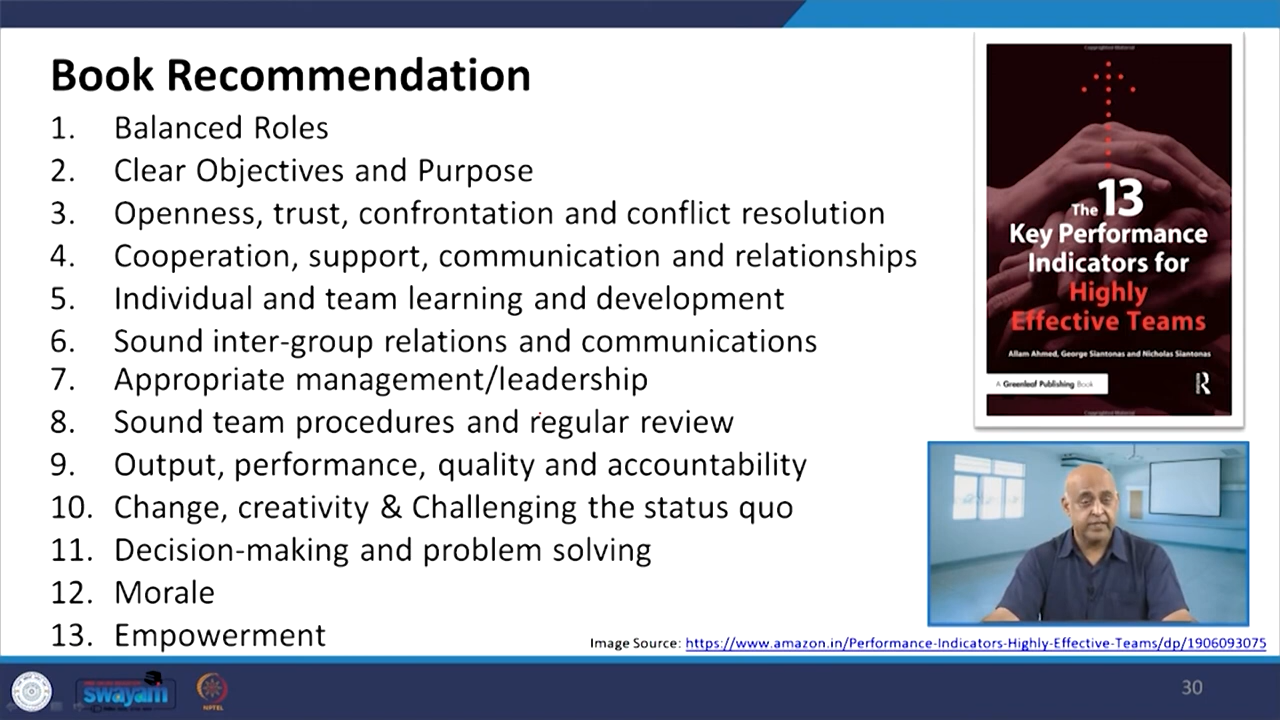 Book Recommendation
1. Balanced Roles
2. Clear Objectives and Purpose
3. Openness, trust, confrontation and conflict resolution
4. Cooperation, support, communication and relationships
5. Individual and team learning and development
6. Sound inter-group relations and communications
7. Appropriate management/leadership
8. Sound team procedures and regular review
9. Output, performance, quality and accountability
10. Change, creativity & Challenging the status quo
11. Decision-making and problem solving
12. Morale
13. Empowerment
Copyrighted Material
The 13
Key Performance
Indicators for
Highly
Effective Teams
Allam Ahmed, George Siantonas and Nicholas Siantonas
A Greenleaf Publishing Book
R
Copyrighted Material
Image Source: https://www.amazon.in/Performance-Indicators-Highly-Effective-Teams/dp/1906093075
swayam
NPTEL
30